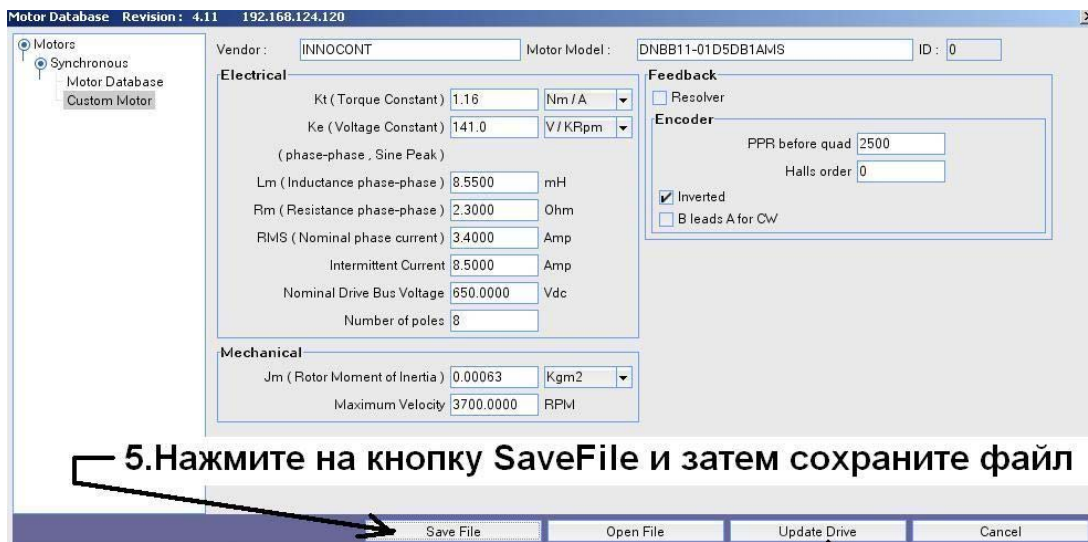 Motor Database Revision : 4.11 192.168.124.120
Motors
Synchronous
Motor Database
Custom Motor
Vendor : INNOCONT Motor Model : DNBB11-01D5DB1AMS ID : 0
Electrical
Kt ( Torque Constant ) 1.16 Nm / A
Ke ( Voltage Constant ) 141.0 V / KRpm
( phase-phase , Sine Peak )
Lm ( Inductance phase-phase ) 8.5500 mH
Rm ( Resistance phase-phase ) 2.3000 Ohm
RMS ( Nominal phase current ) 3.4000 Amp
Intermittent Current 8.5000 Amp
Nominal Drive Bus Voltage 650.0000 Vdc
Number of poles 8
Mechanical
Jm ( Rotor Moment of Inertia ) 0.00063 Kgm2
Maximum Velocity 3700.0000 RPM
Feedback
Resolver
Encoder
PPR before quad 2500
Halls order 0
Inverted
B leads A for CW
5.Нажмите на кнопку SaveFile и затем сохраните файл
Save File Open File Update Drive Cancel